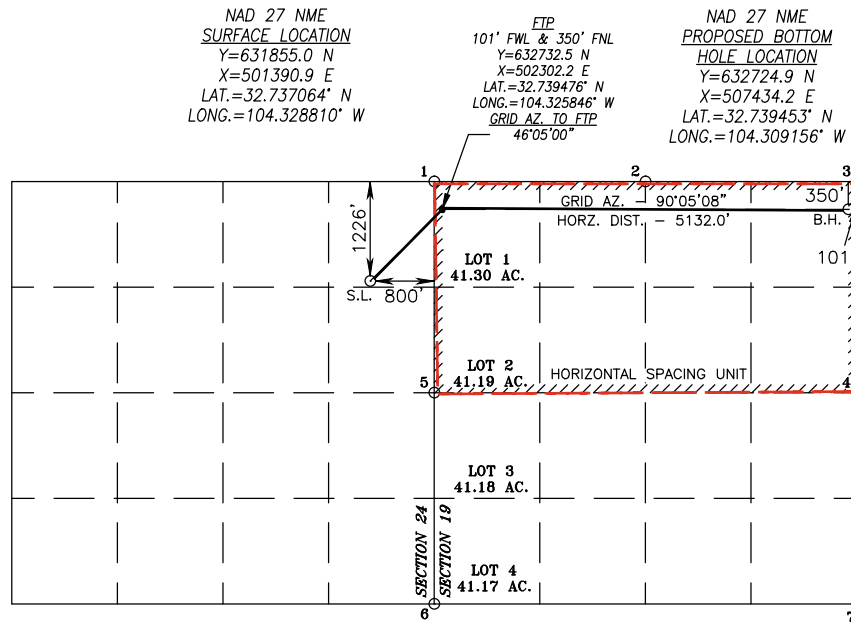 NAD 27 NME
SURFACE LOCATION
Y=631855.0 N
X=501390.9 E
LAT.=32.737064° N
LONG.=104.328810° W
FTP
101' FWL & 350' FNL
Y=632732.5 N
X=502302.2 E
LAT.=32.739476° N
LONG.=104.325846° W
GRID AZ. TO FTP
46°05'00"
NAD 27 NME
PROPOSED BOTTOM
HOLE LOCATION
Y=632724.9 N
X=507434.2 E
LAT.=32.739453° N
LONG.=104.309156° W
1
2
3
350'
GRID AZ. – 90°05'08"
HORZ. DIST. – 5132.0'
B.H.
1226'
101
LOT 1
41.30 AC.
S.L. 800'
LOT 2
41.19 AC.
HORIZONTAL SPACING UNIT
5
4
LOT 3
41.18 AC.
SECTION 24
SECTION 19
LOT 4
41.17 AC.
6
7